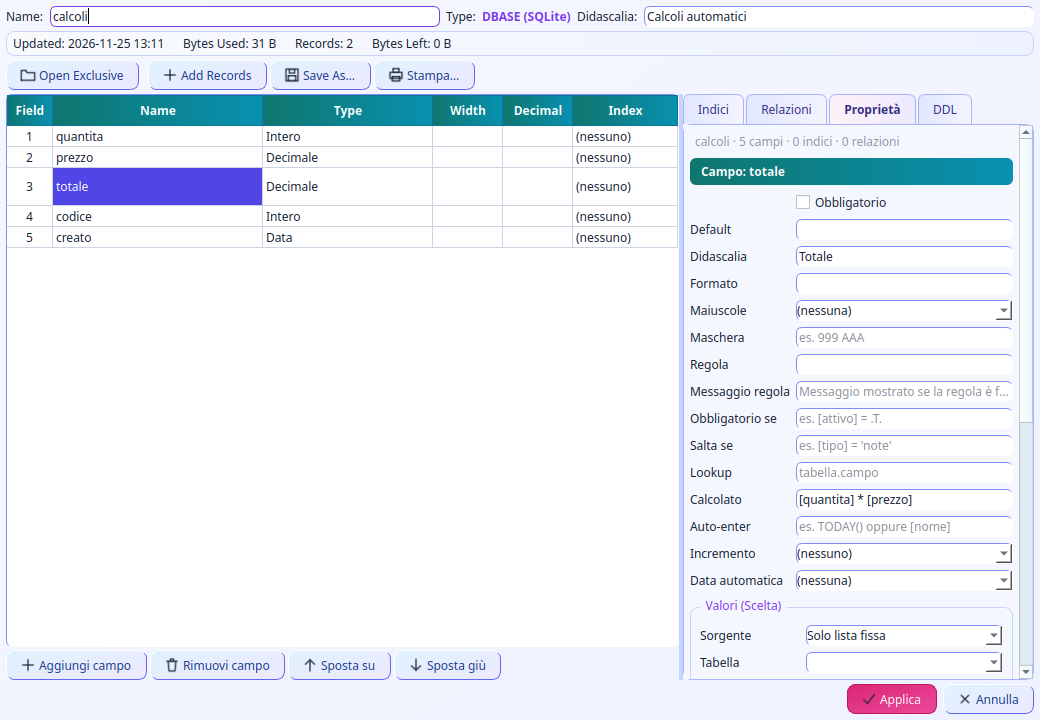 Name: calcoli Type: DBASE (SQLite) Didascalia: Calcoli automatici
Updated: 2026-11-25 13:11 Bytes Used: 31 B Records: 2 Bytes Left: 0 B
Open Exclusive Add Records Save As... Stampa...
Field Name Type Width Decimal Index
1 quantita Intero (nessuno)
2 prezzo Decimale (nessuno)
3 totale Decimale (nessuno)
4 codice Intero (nessuno)
5 creato Data (nessuno)
Aggiungi campo Rimuovi campo Sposta su Sposta giù
Indici Relazioni Proprietà DDL
calcoli · 5 campi · 0 indici · 0 relazioni
Campo: totale
Obbligatorio
Default
Didascalia Totale
Formato
Maiuscole (nessuna)
Maschera es. 999 AAA
Regola
Messaggio regola Messaggio mostrato se la regola è f...
Obbligatorio se es. [attivo] = .T.
Salta se es. [tipo] = 'note'
Lookup tabella.campo
Calcolato [quantita] * [prezzo]
Auto-enter es. TODAY() oppure [nome]
Incremento (nessuno)
Data automatica (nessuna)
Valori (Scelta)
Sorgente Solo lista fissa
Tabella
Applica Annulla